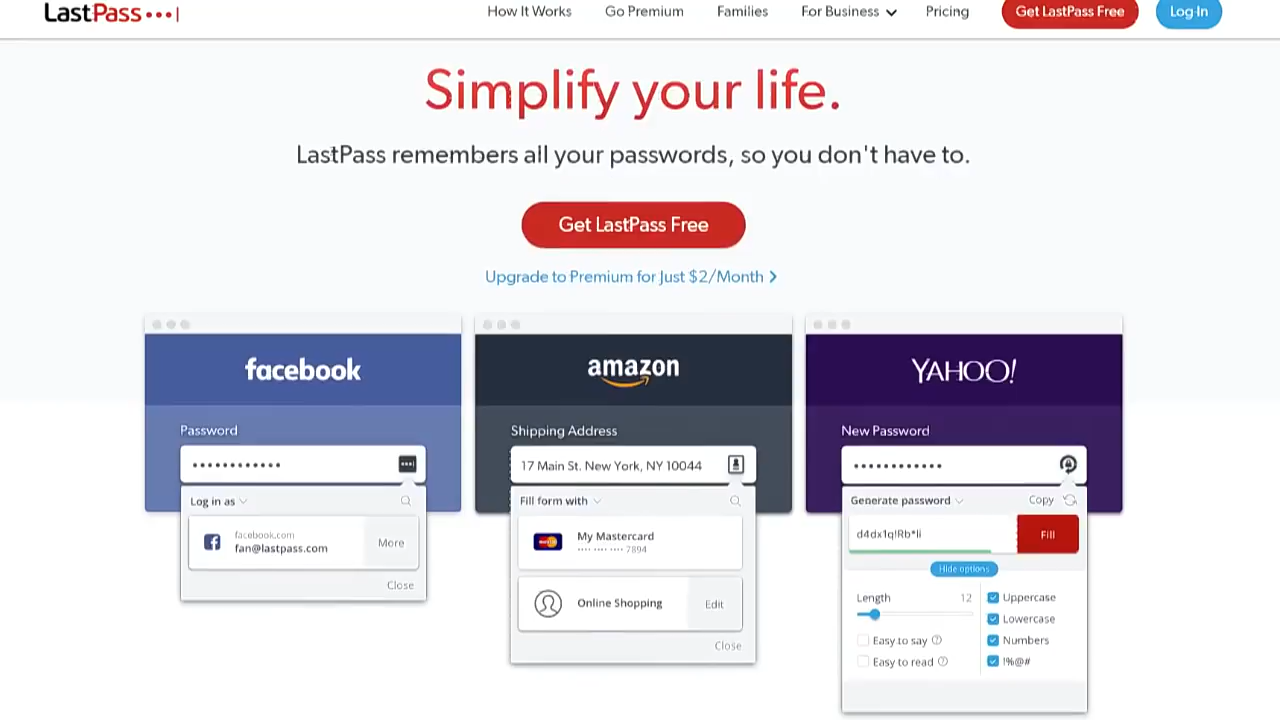 LastPass
How It Works
Go Premium
Families
For Business
Pricing
Get LastPass Free
Log In
Simplify your life.
LastPass remembers all your passwords, so you don't have to.
Get LastPass Free
Upgrade to Premium for Just $2/Month
facebook
Password
Log in as
facebook.com
fan@lastpass.com
More
Close
amazon
Shipping Address
17 Main St. New York, NY 10044
Fill form with
My Mastercard
•••• •••• •••• 7894
Online Shopping
Edit
Close
YAHOO!
New Password
Generate password
Copy
d4dx1q!Rb*li
Fill
Hide options
Length
12
Uppercase
Lowercase
Easy to say
Numbers
Easy to read
!%@#